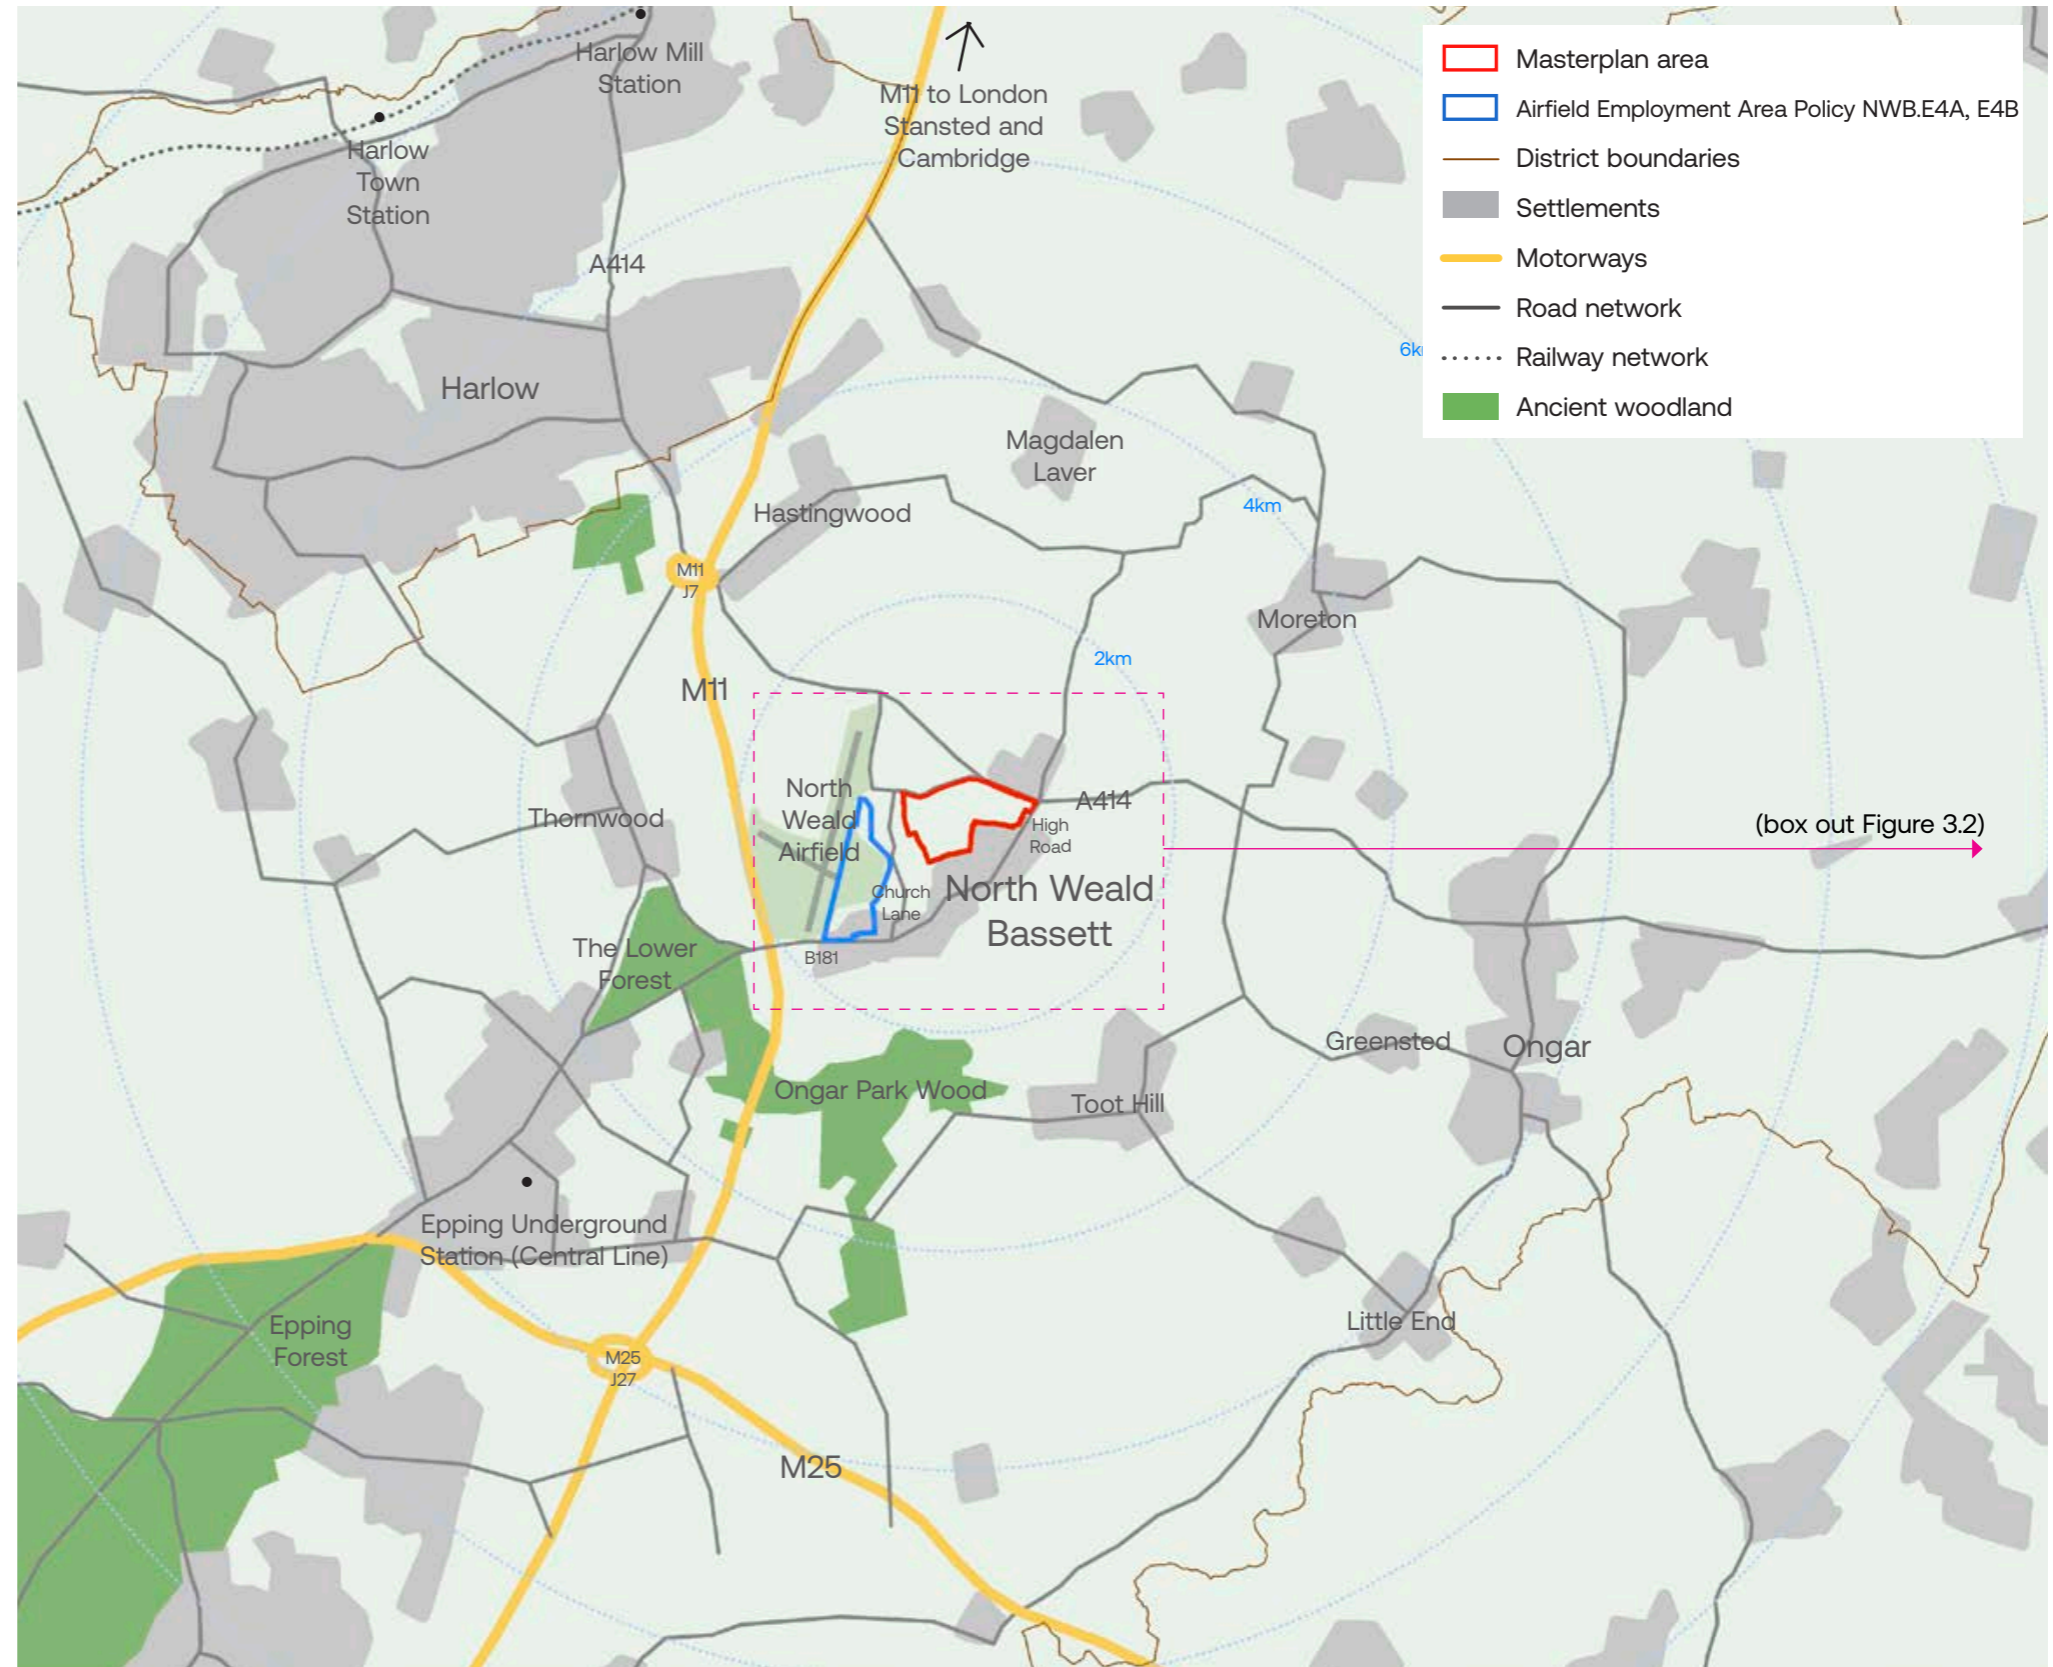 Harlow Mill
Station
Harlow
Town
Station
M11 to London
Stansted and
Cambridge
A414
Harlow
Masterplan area
Airfield Employment Area Policy NWB.E4A, E4B
District boundaries
Settlements
Motorways
Road network
Railway network
Ancient woodland
Magdalen
Laver
Hastingwood
4km
M11
J7
Moreton
2km
M11
North
Weald
Airfield
A414
High
Road
Thornwood
(box out Figure 3.2)
Church
Lane
North Weald
Bassett
B181
The Lower
Forest
Greensted
Ongar
Ongar Park Wood
Toot Hill
Epping Underground
Station (Central Line)
Epping
Forest
Little End
M25
J27
M25